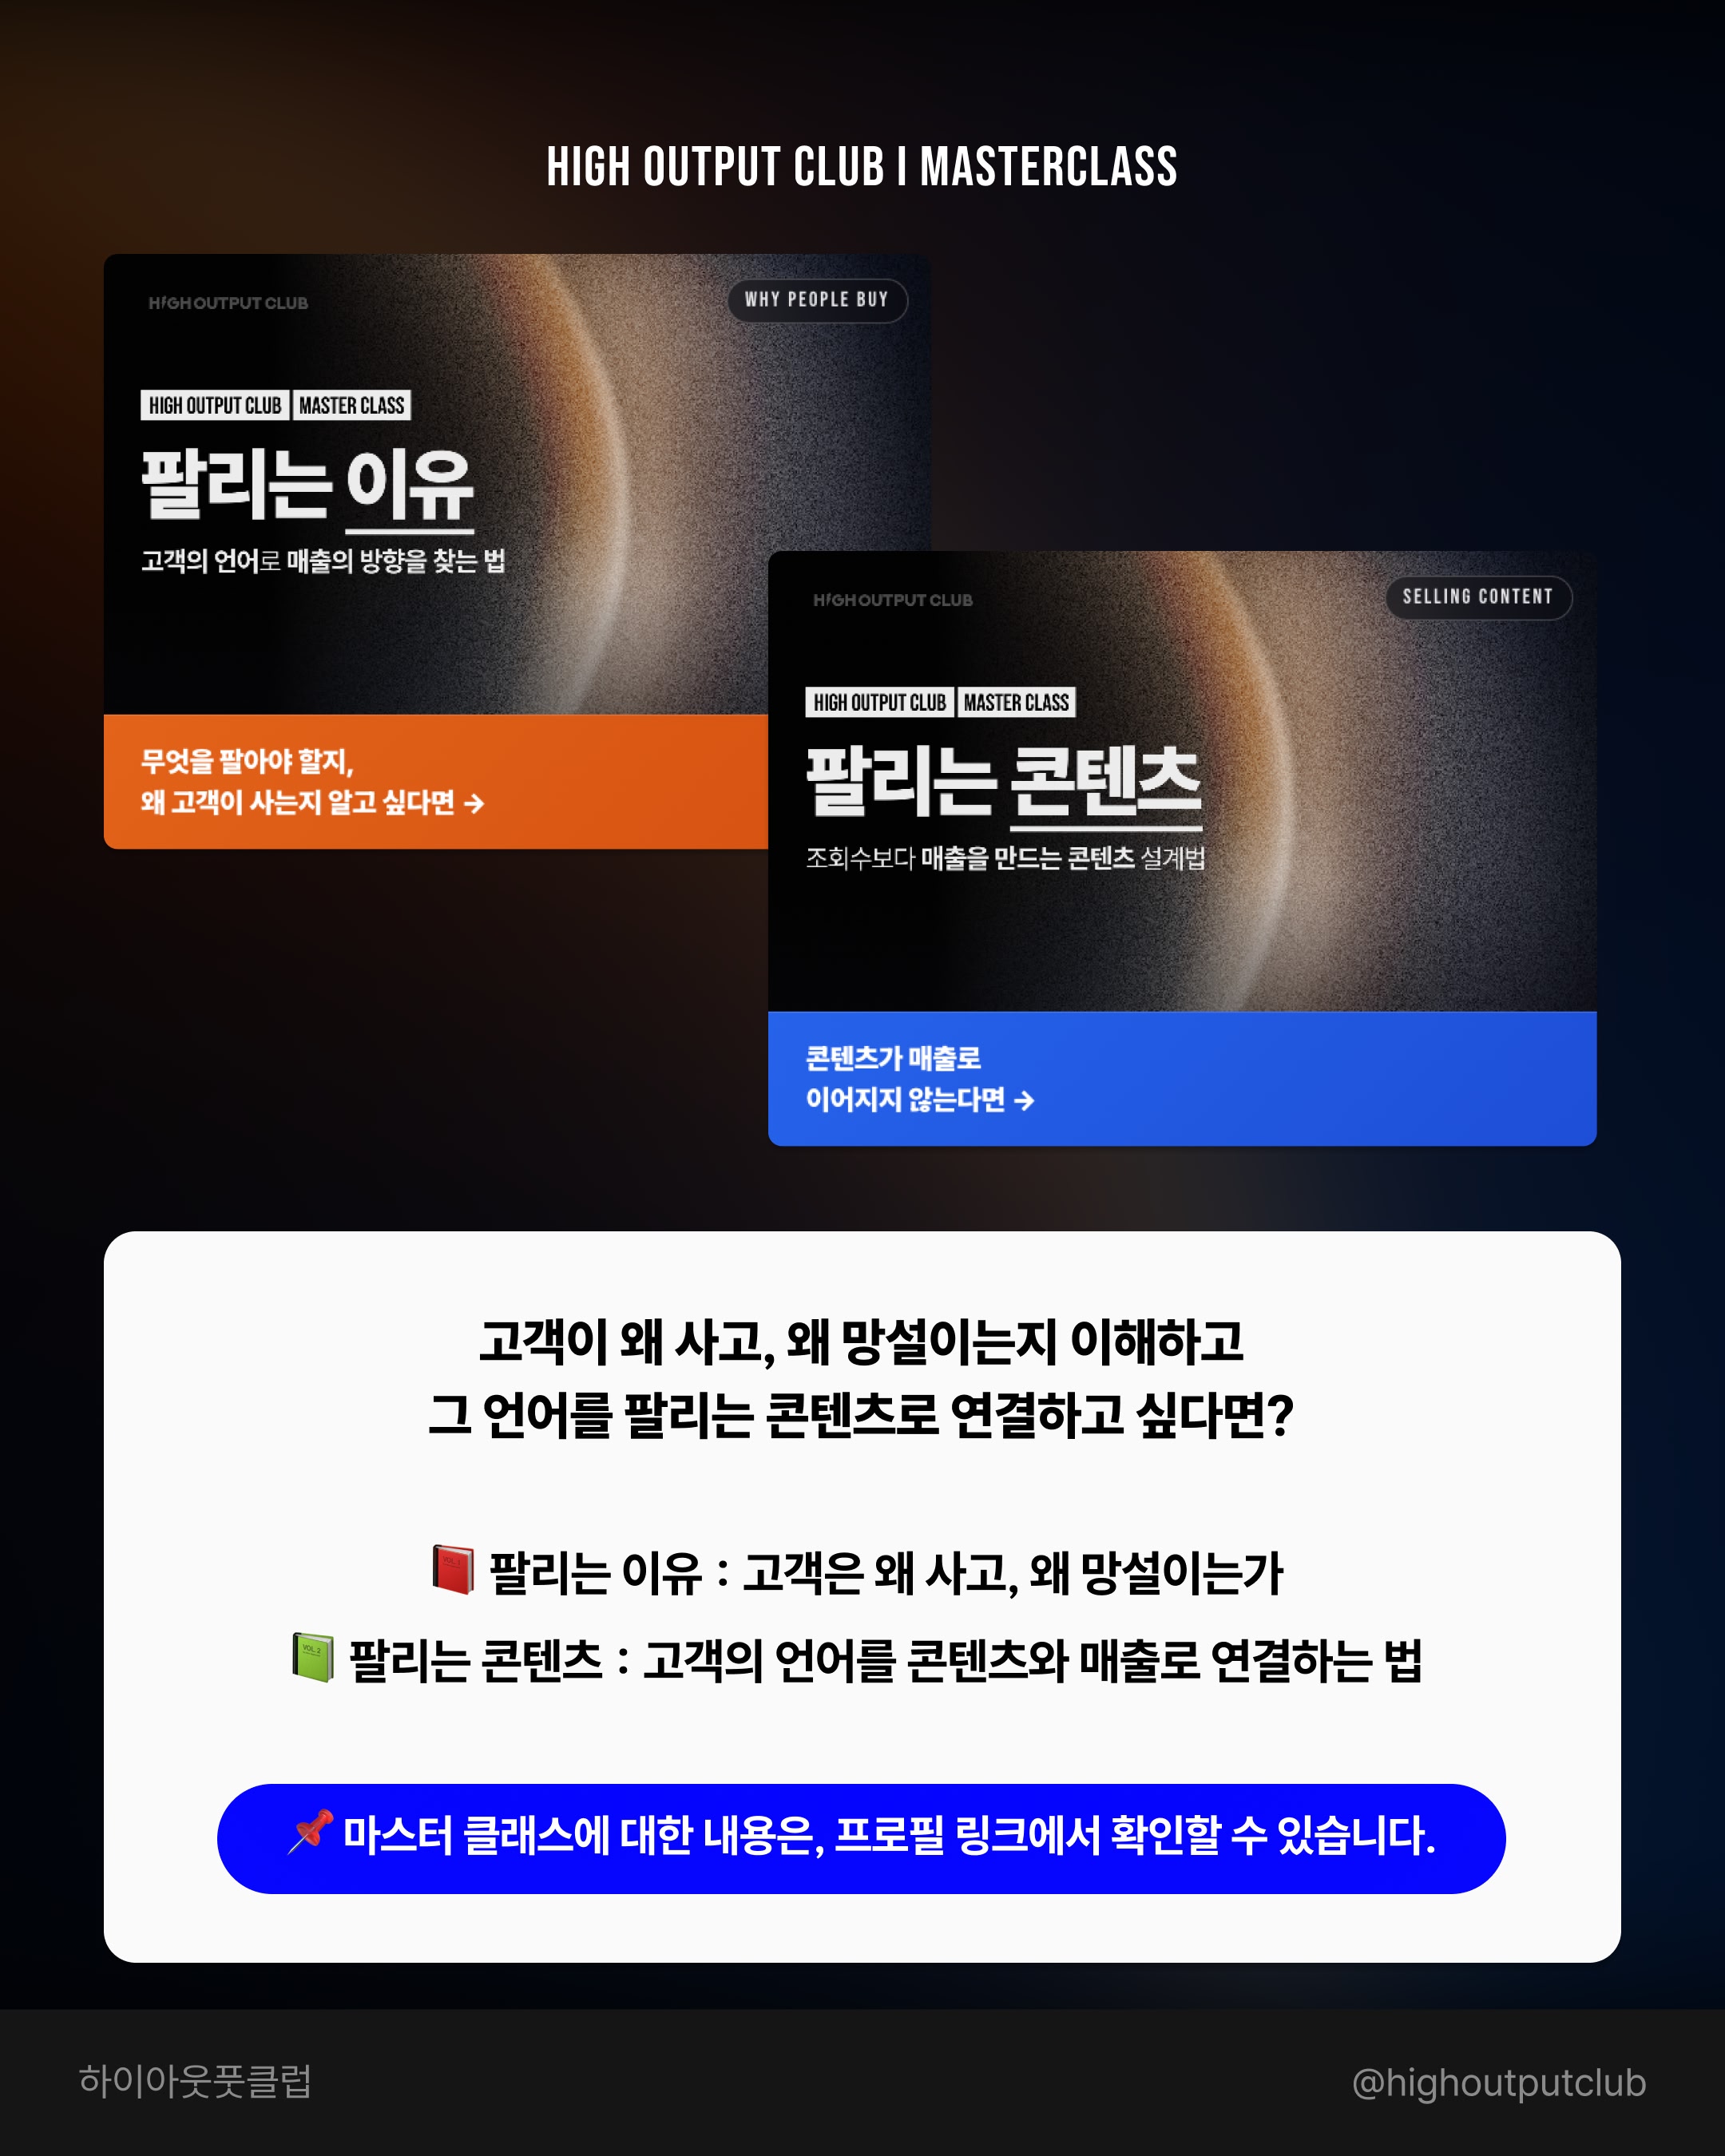 HIGH OUTPUT CLUB | MASTERCLASS
HIGH OUTPUT CLUB
WHY PEOPLE BUY
HIGH OUTPUT CLUB MASTER CLASS
팔리는 이유
고객의 언어로 매출의 방향을 찾는 법
무엇을 팔아야 할지,
왜 고객이 사는지 알고 싶다면 →
HIGH OUTPUT CLUB
SELLING CONTENT
HIGH OUTPUT CLUB MASTER CLASS
팔리는 콘텐츠
조회수보다 매출을 만드는 콘텐츠 설계법
콘텐츠가 매출로
이어지지 않는다면 →
고객이 왜 사고, 왜 망설이는지 이해하고
그 언어를 팔리는 콘텐츠로 연결하고 싶다면?
VOL.1
팔리는 이유 : 고객은 왜 사고, 왜 망설이는가
VOL.2
팔리는 콘텐츠 : 고객의 언어를 콘텐츠와 매출로 연결하는 법
마스터 클래스에 대한 내용은, 프로필 링크에서 확인할 수 있습니다.
하이아웃풋클럽
@highoutputclub